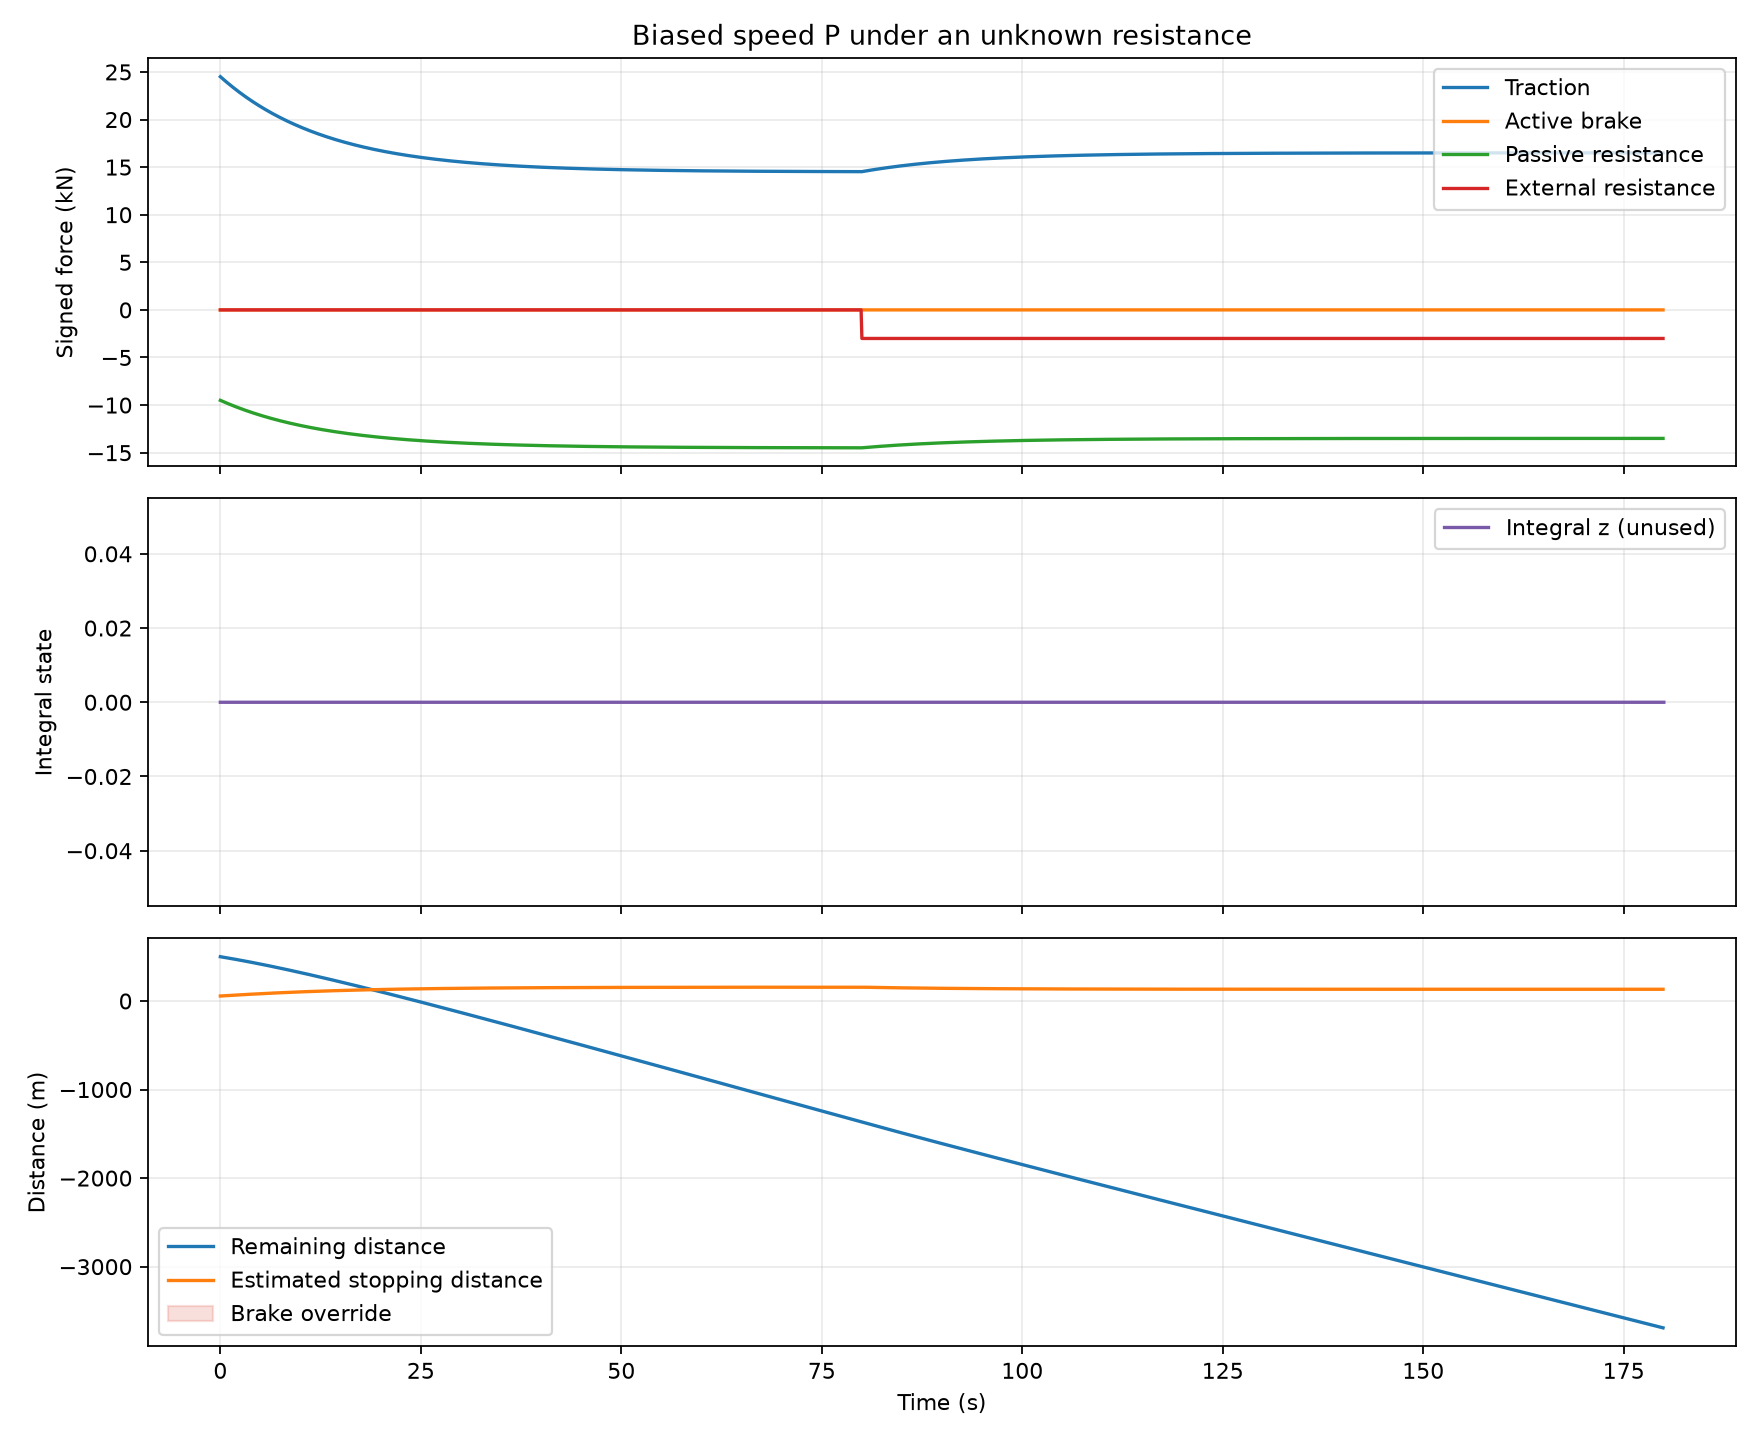 Biased speed P under an unknown resistance
Signed force (kN)
25
20
15
10
5
0
−5
−10
−15
Traction
Active brake
Passive resistance
External resistance
Integral state
0.04
0.02
0.00
−0.02
−0.04
Integral z (unused)
Distance (m)
0
−1000
−2000
−3000
Remaining distance
Estimated stopping distance
Brake override
0 25 50 75 100 125 150 175
Time (s)